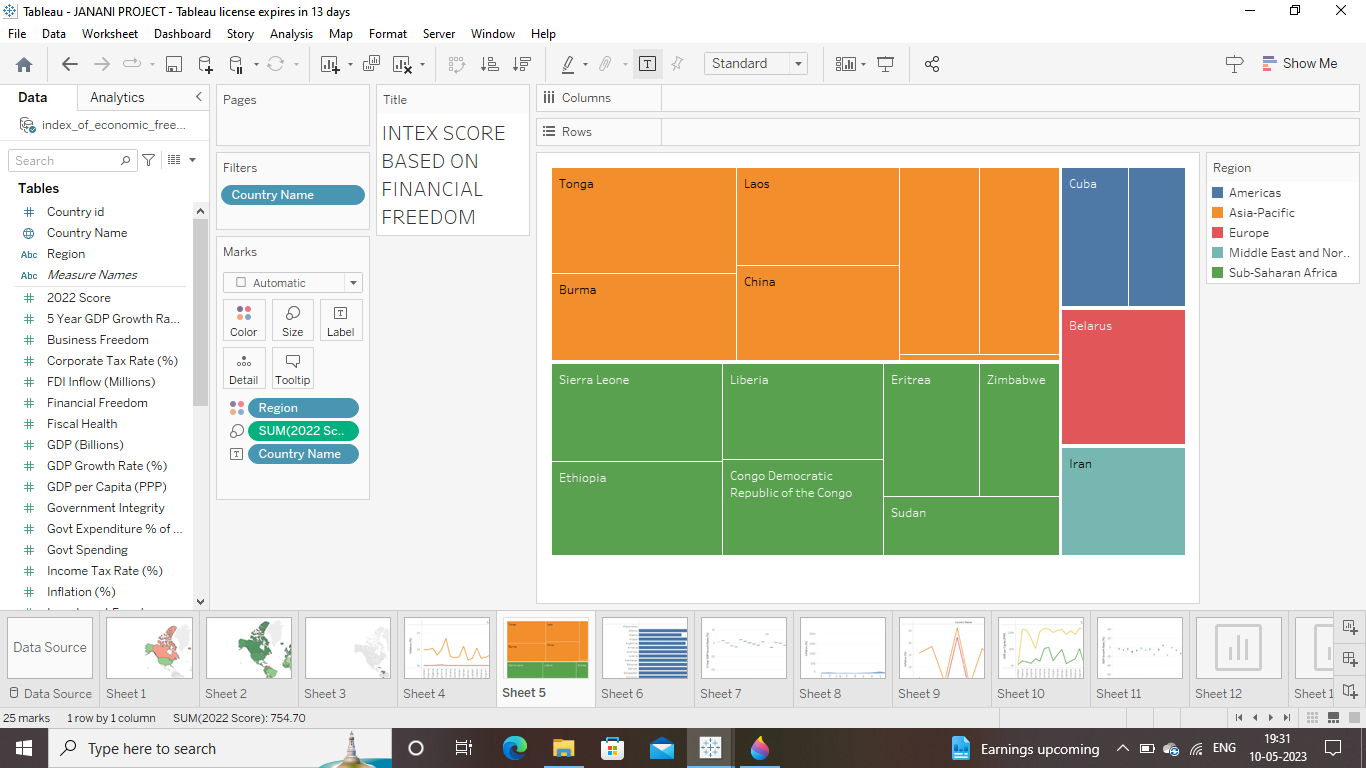 Tableau - JANANI PROJECT - Tableau license expires in 13 days
File Data Worksheet Dashboard Story Analysis Map Format Server Window Help
Standard
Show Me
Data Analytics
index_of_economic_free...
Search
Tables
Country id
Country Name
Abc Region
Abc Measure Names
2022 Score
5 Year GDP Growth Ra...
Business Freedom
Corporate Tax Rate (%)
FDI Inflow (Millions)
Financial Freedom
Fiscal Health
GDP (Billions)
GDP Growth Rate (%)
GDP per Capita (PPP)
Government Integrity
Govt Expenditure % of ...
Govt Spending
Income Tax Rate (%)
Inflation (%)
Pages
Filters
Country Name
Marks
Automatic
Color Size Label
Detail Tooltip
Region
SUM(2022 Sc..
Country Name
Title
INTEX SCORE
BASED ON
FINANCIAL
FREEDOM
Columns
Rows
Tonga
Laos
Burma
China
Cuba
Belarus
Iran
Sierra Leone
Liberia
Eritrea
Zimbabwe
Ethiopia
Congo Democratic
Republic of the Congo
Sudan
Region
Americas
Asia-Pacific
Europe
Middle East and Nor..
Sub-Saharan Africa
Data Source
Data Source Sheet 1 Sheet 2 Sheet 3 Sheet 4 Sheet 5 Sheet 6 Sheet 7 Sheet 8 Sheet 9 Sheet 10 Sheet 11 Sheet 12 Sheet 1
25 marks 1 row by 1 column SUM(2022 Score): 754.70
Type here to search
Earnings upcoming
ENG
19:31
10-05-2023